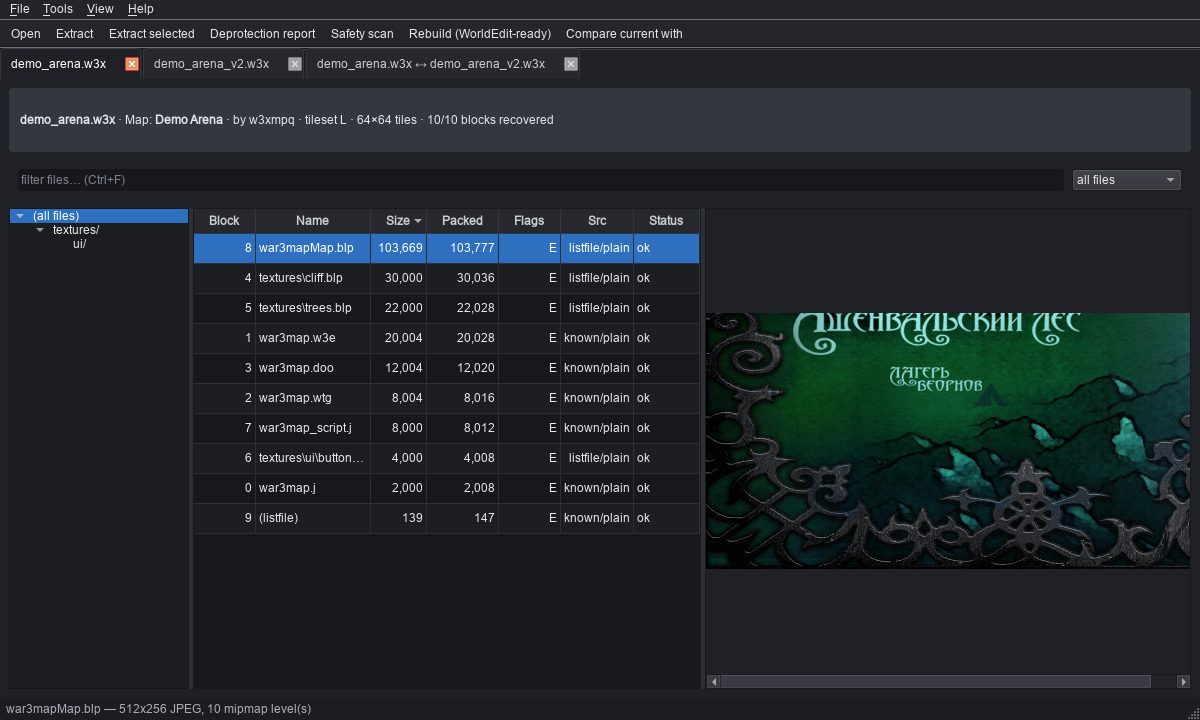 File Tools View Help
Open Extract Extract selected Deprotection report Safety scan Rebuild (WorldEdit-ready) Compare current with
demo_arena.w3x demo_arena_v2.w3x demo_arena.w3x ↔ demo_arena_v2.w3x
demo_arena.w3x · Map: Demo Arena · by w3xmpq · tileset L · 64×64 tiles · 10/10 blocks recovered
filter files… (Ctrl+F) all files
(all files)
textures/
ui/
Block Name Size Packed Flags Src Status
8 war3mapMap.blp 103,669 103,777 E listfile/plain ok
4 textures\cliff.blp 30,000 30,036 E listfile/plain ok
5 textures\trees.blp 22,000 22,028 E listfile/plain ok
1 war3map.w3e 20,004 20,028 E known/plain ok
3 war3map.doo 12,004 12,020 E known/plain ok
2 war3map.wtg 8,004 8,016 E known/plain ok
7 war3map_script.j 8,000 8,012 E known/plain ok
6 textures\ui\button… 4,000 4,008 E listfile/plain ok
0 war3map.j 2,000 2,008 E known/plain ok
9 (listfile) 139 147 E known/plain ok
Ашенвальский лес
Лагерь
Беорнов
war3mapMap.blp — 512x256 JPEG, 10 mipmap level(s)